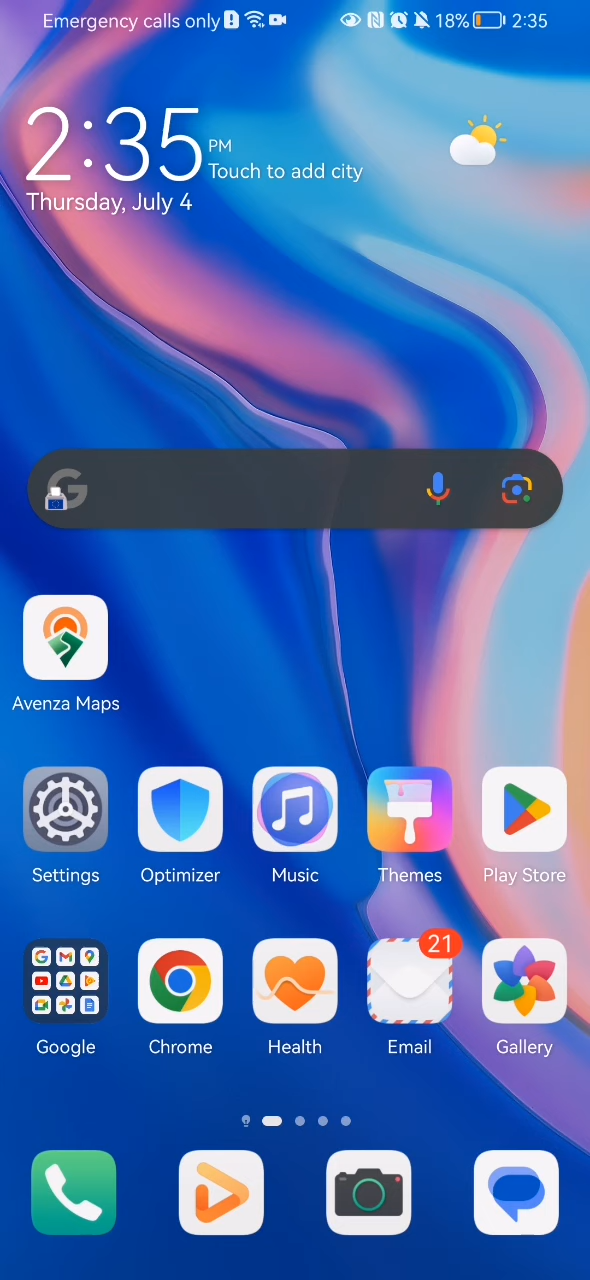 Emergency calls only 18% 2:35
2:35 PM
Touch to add city
Thursday, July 4
Avenza Maps
Settings Optimizer Music Themes Play Store
21
Google Chrome Health Email Gallery